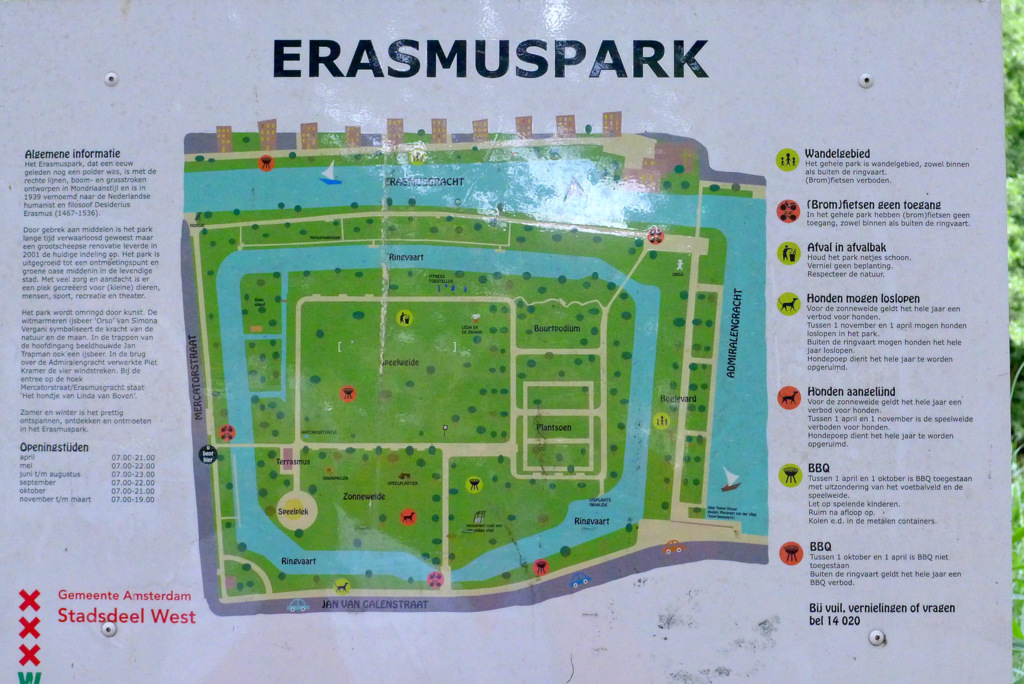 ERASMUSPARK
Algemene informatie
Het Erasmuspark, dat een eeuw
geleden nog een polder was, is met de
rechte lijnen, boom- en grasstroken
ontworpen in Mondriaanstijl en is in
1939 vernoemd naar de Nederlandse
humanist en filosoof Desiderius
Erasmus (1467-1536).
Door gebrek aan middelen is het park
lange tijd verwaarloosd geweest maar
een grootscheepse renovatie leverde in
2001 de huidige indeling op. Het park is
uitgegroeid tot een ontmoetingspunt en
groene oase midden in de levendige
stad. Met veel zorg en aandacht is er
een plek gecreëerd voor (kleine) dieren,
mensen, sport, recreatie en theater.
Het park wordt omringd door kunst. De
witmarmeren ijsbeer 'Orso' van Simona
Vergani symboliseert de kracht van de
natuur en de maan. In de trappen van
de hoofdingang beeldhouwde Jan
Trapman ook een ijsbeer. In de brug
over de Admiralengracht verwerkte Piet
Kramer de vier windstreken. Bij de
entree op de hoek
Mercatorstraat/Erasmusgracht staat
'Het hondje van Linda van Boven'.
Zomer en winter is het prettig
ontspannen, ontdekken en ontmoeten
in het Erasmuspark.
Openingstijden
april 07.00-21.00
mei 07.00-22.00
juni t/m augustus 07.00-23.00
september 07.00-22.00
oktober 07.00-21.00
november t/m maart 07.00-19.00
Gemeente Amsterdam
Stadsdeel West
W
ERASMUSGRACHT
Ringvaart
FITNESS
TOESTELLEN
ORSO
LEDA EN
DE ZWAAN
Buurtpodium
Speelweide
ADMIRALENGRACHT
MERCATORSTRAAT
Boulevard
Plantsoen
U
bent
hier
Terrasmus
Zonneweide
Speelplek
Ringvaart
Ringvaart
JAN VAN GALENSTRAAT
Wandelgebied
Het gehele park is wandelgebied, zowel binnen
als buiten de ringvaart.
(Brom)fietsen verboden.
(Brom)fietsen geen toegang
In het gehele park hebben (brom)fietsen geen
toegang, zowel binnen als buiten de ringvaart.
Afval in afvalbak
Houd het park netjes schoon.
Verniel geen beplanting.
Respecteer de natuur.
Honden mogen loslopen
Voor de zonneweide geldt het hele jaar een
verbod voor honden.
Tussen 1 november en 1 april mogen honden
loslopen in het park.
Buiten de ringvaart mogen honden het hele
jaar loslopen.
Hondepoep dient het hele jaar te worden
opgeruimd.
Honden aangelijnd
Voor de zonneweide geldt het hele jaar een
verbod voor honden.
Tussen 1 april en 1 november is de speelweide
verboden voor honden.
Hondepoep dient het hele jaar te worden
opgeruimd.
BBQ
Tussen 1 april en 1 oktober is BBQ toegestaan
met uitzondering van het voetbalveld en de
speelweide.
Let op spelende kinderen.
Ruim na afloop op.
Kolen e.d. in de metalen containers.
BBQ
Tussen 1 oktober en 1 april is BBQ niet
toegestaan
Buiten de ringvaart geldt het hele jaar een
BBQ verbod.
Bij vuil, vernielingen of vragen
bel 14 020